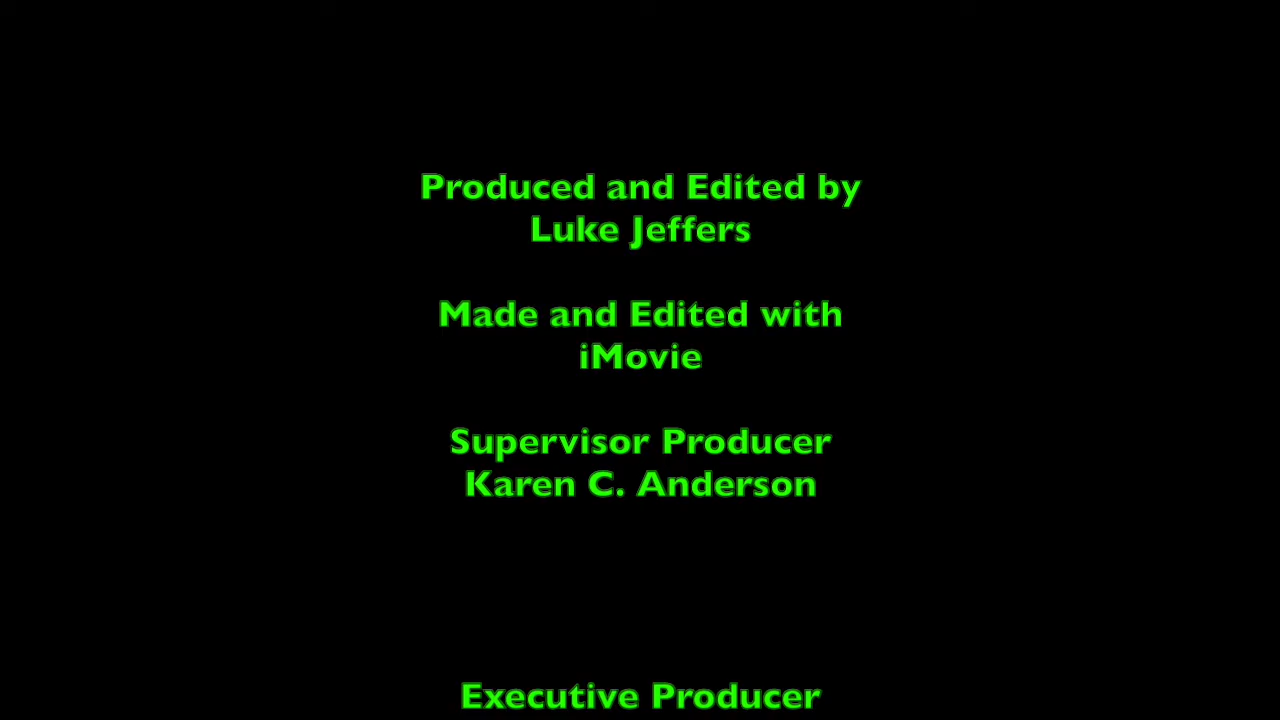 Produced and Edited by
Luke Jeffers
Made and Edited with
iMovie
Supervisor Producer
Karen C. Anderson
Executive Producer